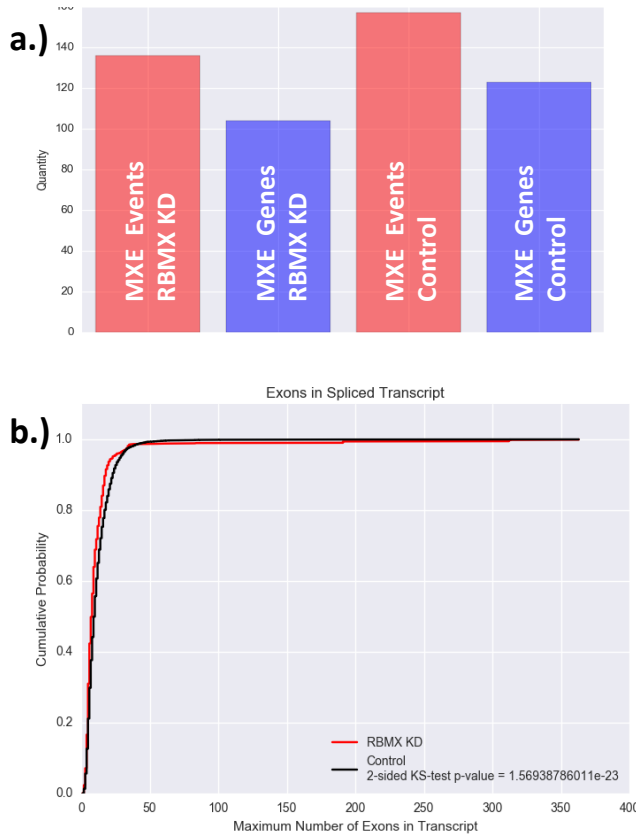 a.)
160
140
120
100
80
60
40
20
0
Quantity
MXE Events
RBMX KD
MXE Genes
RBMX KD
MXE Events
Control
MXE Genes
Control
b.)
Exons in Spliced Transcript
1.0
0.8
0.6
0.4
0.2
0.0
Cumulative Probability
RBMX KD
Control
2-sided KS-test p-value = 1.56938786011e-23
0 50 100 150 200 250 300 350 400
Maximum Number of Exons in Transcript